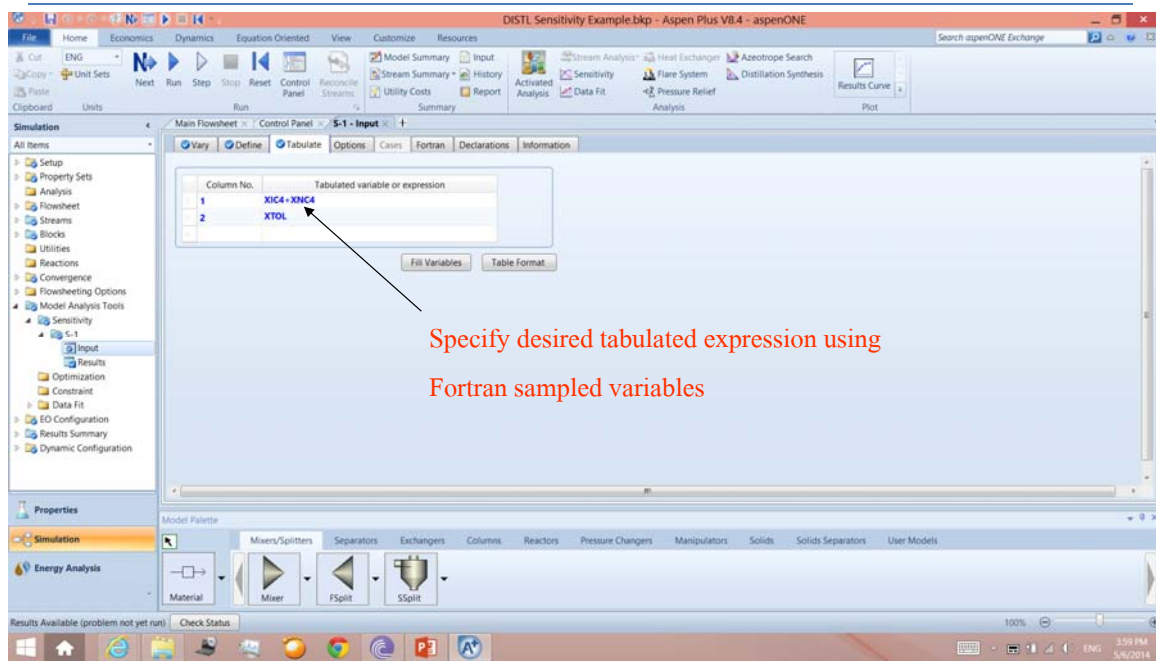 DISTL Sensitivity Example.bkp - Aspen Plus V8.4 - aspenONE
File Home Economics Dynamics Equation Oriented View Customize Resources Search aspenONE Exchange
Cut ENG Model Summary Input Stream Analysis Heat Exchanger Azeotrope Search
Copy Unit Sets Next Run Step Stop Reset Control Panel Reconcile Streams Stream Summary History Activated Analysis Sensitivity Flare System Distillation Synthesis Results Curve
Paste Utility Costs Report Data Fit Pressure Relief
Clipboard Units Run Summary Analysis Plot
Simulation Main Flowsheet Control Panel S-1 - Input +
All Items Vary Define Tabulate Options Cases Fortran Declarations Information
Setup
Property Sets
Analysis
Flowsheet
Streams
Blocks
Utilities
Reactions
Convergence
Flowsheeting Options
Model Analysis Tools
Sensitivity
S-1
Input
Results
Optimization
Constraint
Data Fit
EO Configuration
Results Summary
Dynamic Configuration
Column No. Tabulated variable or expression
1 XIC4+XNC4
2 XTOL
Fill Variables Table Format
Specify desired tabulated expression using
Fortran sampled variables
Properties
Simulation
Energy Analysis
Model Palette
Mixers/Splitters Separators Exchangers Columns Reactors Pressure Changers Manipulators Solids Solids Separators User Models
Material Mixer FSplit SSplit
Results Available (problem not yet run) Check Status 100%
ENG 3:59 PM
5/6/2014